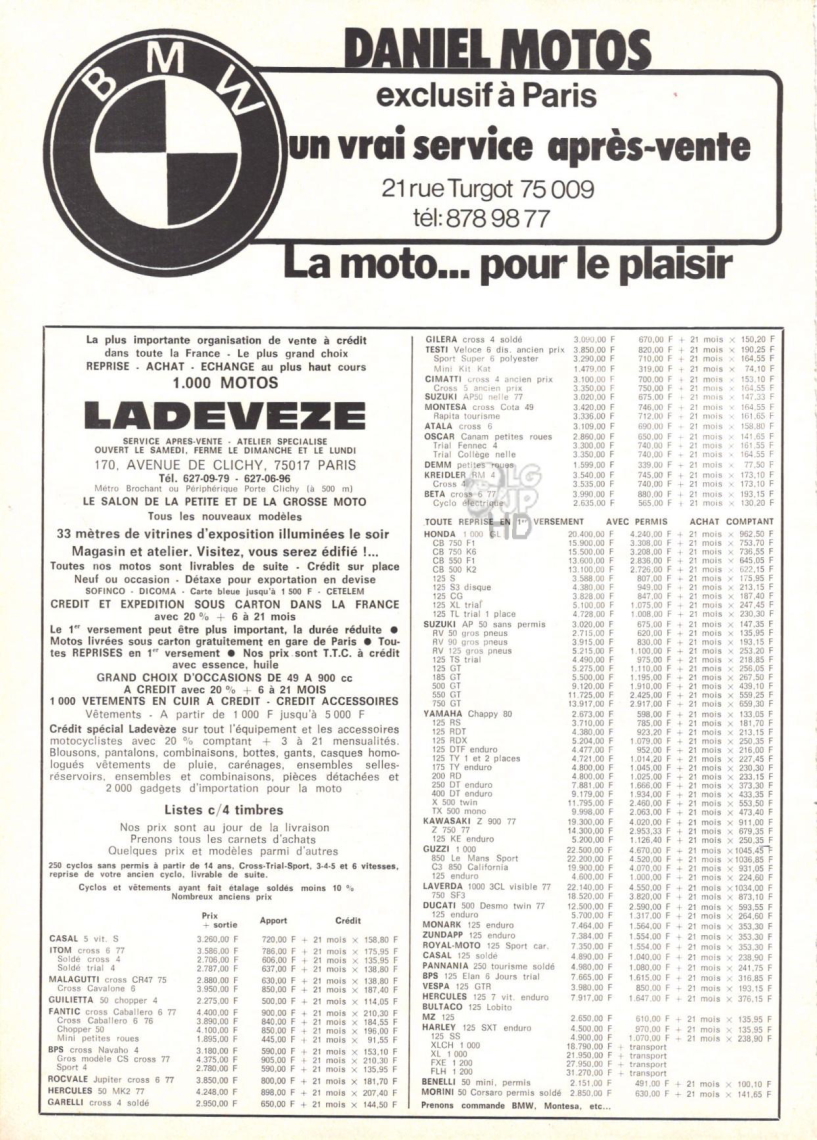 BMW
DANIEL MOTOS
exclusif à Paris
un vrai service après-vente
21 rue Turgot 75 009
tél: 878 98 77
La moto... pour le plaisir
La plus importante organisation de vente à crédit
dans toute la France - Le plus grand choix
REPRISE - ACHAT - ECHANGE au plus haut cours
1.000 MOTOS
LADEVEZE
SERVICE APRES-VENTE - ATELIER SPECIALISE
OUVERT LE SAMEDI, FERME LE DIMANCHE ET LE LUNDI
170, AVENUE DE CLICHY, 75017 PARIS
Tél. 627-09-79 - 627-06-96
Métro Brochant ou Périphérique Porte Clichy (à 500 m)
LE SALON DE LA PETITE ET DE LA GROSSE MOTO
Tous les nouveaux modèles
33 mètres de vitrines d'exposition illuminées le soir
Magasin et atelier. Visitez, vous serez édifié !...
Toutes nos motos sont livrables de suite - Crédit sur place
Neuf ou occasion - Détaxe pour exportation en devise
SOFINCO - DICOMA - Carte bleue jusqu'à 1 500 F - CETELEM
CREDIT ET EXPEDITION SOUS CARTON DANS LA FRANCE
avec 20 % + 6 à 21 mois
Le 1er versement peut être plus important, la durée réduite ●
Motos livrées sous carton gratuitement en gare de Paris ● Tou-
tes REPRISES en 1er versement ● Nos prix sont T.T.C. à crédit
avec essence, huile
GRAND CHOIX D'OCCASIONS DE 49 A 900 cc
A CREDIT avec 20 % + 6 à 21 MOIS
1 000 VETEMENTS EN CUIR A CREDIT - CREDIT ACCESSOIRES
Vêtements - A partir de 1 000 F jusqu'à 5 000 F
Crédit spécial Ladevèze sur tout l'équipement et les accessoires
motocyclistes avec 20 % comptant + 3 à 21 mensualités.
Blousons, pantalons, combinaisons, bottes, gants, casques homo-
logués vêtements de pluie, carénages, ensembles selles-
réservoirs, ensembles et combinaisons, pièces détachées et
2 000 gadgets d'importation pour la moto
Listes c/4 timbres
Nos prix sont au jour de la livraison
Prenons tous les carnets d'achats
Quelques prix et modèles parmi d'autres
250 cyclos sans permis à partir de 14 ans, Cross-Trial-Sport, 3-4-5 et 6 vitesses,
reprise de votre ancien cyclo, livrable de suite.
Cyclos et vêtements ayant fait étalage soldés moins 10 %
Nombreux anciens prix
Prix + sortie Apport Crédit
CASAL 5 vit. S 3.260,00 F 720,00 F + 21 mois × 158,80 F
ITOM cross 6 77 3.586,00 F 786,00 F + 21 mois × 175,95 F
Soldé cross 4 2.706,00 F 606,00 F + 21 mois × 135,95 F
Soldé trial 4 2.787,00 F 637,00 F + 21 mois × 138,80 F
MALAGUTTI cross CR47 75 2.880,00 F 630,00 F + 21 mois × 138,80 F
Cross Cavalone 6 3.950,00 F 850,00 F + 21 mois × 187,40 F
GUILIETTA 50 chopper 4 2.275,00 F 500,00 F + 21 mois × 114,05 F
FANTIC cross Caballero 6 77 4.400,00 F 900,00 F + 21 mois × 210,30 F
Cross Caballero 6 76 3.890,00 F 840,00 F + 21 mois × 184,55 F
Chopper 50 4.100,00 F 850,00 F + 21 mois × 196,00 F
Mini petites roues 1.895,00 F 445,00 F + 21 mois × 91,55 F
BPS cross Navaho 4 3.180,00 F 590,00 F + 21 mois × 153,10 F
Gros modèle CS cross 77 4.375,00 F 905,00 F + 21 mois × 210,30 F
Sport 4 2.780,00 F 590,00 F + 21 mois × 135,95 F
ROCVALE Jupiter cross 6 77 3.850,00 F 800,00 F + 21 mois × 181,70 F
HERCULES 50 MK2 77 4.248,00 F 898,00 F + 21 mois × 207,40 F
GARELLI cross 4 soldé 2.950,00 F 650,00 F + 21 mois × 144,50 F
GILERA cross 4 soldé 3.080,00 F 670,00 F + 21 mois × 150,20 F
TESTI Veloce 6 dis. ancien prix 3.850,00 F 820,00 F + 21 mois × 190,25 F
Sport Super 6 polyester 3.290,00 F 710,00 F + 21 mois × 164,55 F
Mini Kit Kat 1.479,00 F 319,00 F + 21 mois × 74,10 F
CIMATTI cross 4 ancien prix 3.100,00 F 700,00 F + 21 mois × 153,10 F
Cross 5 ancien prix 3.350,00 F 750,00 F + 21 mois × 164,55 F
SUZUKI AP50 nelle 77 3.020,00 F 675,00 F + 21 mois × 147,33 F
MONTESA cross Cota 49 3.420,00 F 746,00 F + 21 mois × 164,55 F
Rapita tourisme 3.336,00 F 712,00 F + 21 mois × 161,65 F
ATALA cross 6 3.109,00 F 690,00 F + 21 mois × 158,80 F
OSCAR Canam petites roues 2.860,00 F 650,00 F + 21 mois × 141,65 F
Trial Fennec 4 3.300,00 F 740,00 F + 21 mois × 161,55 F
Trial Collège nelle 3.350,00 F 740,00 F + 21 mois × 164,55 F
DEMM petites roues 1.599,00 F 339,00 F + 21 mois × 77,50 F
KREIDLER RM 4 3.540,00 F 745,00 F + 21 mois × 173,10 F
Cross 4 3.535,00 F 740,00 F + 21 mois × 173,10 F
BETA cross 77 3.990,00 F 880,00 F + 21 mois × 193,15 F
Cyclo électrique 2.635,00 F 565,00 F + 21 mois × 130,20 F
TOUTE REPRISE EN 1er VERSEMENT AVEC PERMIS ACHAT COMPTANT
HONDA 1 000 GL 20.400,00 F 4.240,00 F + 21 mois × 962,50 F
CB 750 F1 15.900,00 F 3.308,00 F + 21 mois × 753,70 F
CB 750 K6 15.500,00 F 3.208,00 F + 21 mois × 736,55 F
CB 550 F1 13.600,00 F 2.836,00 F + 21 mois × 645,05 F
CB 500 K2 13.100,00 F 2.726,00 F + 21 mois × 622,15 F
125 S 3.588,00 F 807,00 F + 21 mois × 175,95 F
125 S3 disque 4.380,00 F 949,00 F + 21 mois × 213,15 F
125 CG 3.828,00 F 847,00 F + 21 mois × 187,40 F
125 XL trial 5.100,00 F 1.075,00 F + 21 mois × 247,45 F
125 TL trial 1 place 4.728,00 F 1.008,00 F + 21 mois × 230,30 F
SUZUKI AP 50 sans permis 3.020,00 F 675,00 F + 21 mois × 147,35 F
RV 50 gros pneus 2.715,00 F 620,00 F + 21 mois × 135,95 F
RV 90 gros pneus 3.915,00 F 830,00 F + 21 mois × 193,15 F
RV 125 gros pneus 5.215,00 F 1.100,00 F + 21 mois × 253,20 F
125 TS trial 4.490,00 F 975,00 F + 21 mois × 218,85 F
125 GT 5.275,00 F 1.110,00 F + 21 mois × 256,05 F
185 GT 5.500,00 F 1.195,00 F + 21 mois × 267,50 F
500 GT 9.120,00 F 1.910,00 F + 21 mois × 439,10 F
550 GT 11.725,00 F 2.425,00 F + 21 mois × 559,25 F
750 GT 13.917,00 F 2.917,00 F + 21 mois × 659,30 F
YAMAHA Chappy 80 2.673,00 F 598,00 F + 21 mois × 133,05 F
125 RS 3.710,00 F 785,00 F + 21 mois × 181,70 F
125 RDT 4.380,00 F 923,20 F + 21 mois × 213,15 F
125 RDX 5.204,00 F 1.079,00 F + 21 mois × 250,35 F
125 DTF enduro 4.477,00 F 952,00 F + 21 mois × 216,00 F
125 TY 1 et 2 places 4.721,00 F 1.014,20 F + 21 mois × 227,45 F
175 TY enduro 4.800,00 F 1.045,00 F + 21 mois × 230,30 F
200 RD 4.800,00 F 1.025,00 F + 21 mois × 233,15 F
250 DT enduro 7.881,00 F 1.666,00 F + 21 mois × 373,30 F
400 DT enduro 9.179,00 F 1.934,00 F + 21 mois × 433,35 F
X 500 twin 11.795,00 F 2.460,00 F + 21 mois × 553,50 F
TX 500 mono 9.998,00 F 2.063,00 F + 21 mois × 473,40 F
KAWASAKI Z 900 77 19.300,00 F 4.020,00 F + 21 mois × 911,00 F
Z 750 77 14.300,00 F 2.953,33 F + 21 mois × 679,35 F
125 KE enduro 5.200,00 F 1.126,40 F + 21 mois × 250,35 F
GUZZI 1 000 22.500,00 F 4.670,00 F + 21 mois ×1045,45 F
850 Le Mans Sport 22.200,00 F 4.520,00 F + 21 mois ×1036,85 F
C3 850 California 19.900,00 F 4.070,00 F + 21 mois × 931,05 F
125 enduro 4.600,00 F 1.000,00 F + 21 mois × 224,60 F
LAVERDA 1000 3CL visible 77 22.140,00 F 4.550,00 F + 21 mois ×1034,00 F
750 SF3 18.520,00 F 3.820,00 F + 21 mois × 873,10 F
DUCATI 500 Desmo twin 77 12.500,00 F 2.590,00 F + 21 mois × 593,55 F
125 enduro 5.700,00 F 1.317,00 F + 21 mois × 264,60 F
MONARK 125 enduro 7.464,00 F 1.564,00 F + 21 mois × 353,30 F
ZUNDAPP 125 enduro 7.384,00 F 1.554,00 F + 21 mois × 353,30 F
ROYAL-MOTO 125 Sport car. 7.350,00 F 1.554,00 F + 21 mois × 353,30 F
CASAL 125 soldé 4.890,00 F 1.040,00 F + 21 mois × 238,90 F
PANNANIA 250 tourisme soldé 4.980,00 F 1.080,00 F + 21 mois × 241,75 F
BPS 125 Elan 6 Jours trial 7.665,00 F 1.615,00 F + 21 mois × 316,85 F
VESPA 125 GTR 3.980,00 F 850,00 F + 21 mois × 193,15 F
HERCULES 125 7 vit. enduro 7.917,00 F 1.647,00 F + 21 mois × 376,15 F
BULTACO 125 Lobito
MZ 125 2.650,00 F 610,00 F + 21 mois × 135,95 F
HARLEY 125 SXT enduro 4.500,00 F 970,00 F + 21 mois × 135,95 F
125 SS 4.900,00 F 1.070,00 F + 21 mois × 238,90 F
XLCH 1 000 18.790,00 F + transport
XL 1 000 21.950,00 F + transport
FXE 1 200 27.950,00 F + transport
FLH 1 200 31.270,00 F + transport
BENELLI 50 mini, permis 2.151,00 F 491,00 F + 21 mois × 100,10 F
MORINI 50 Corsaro permis soldé 2.850,00 F 630,00 F + 21 mois × 141,65 F
Prenons commande BMW, Montesa, etc...